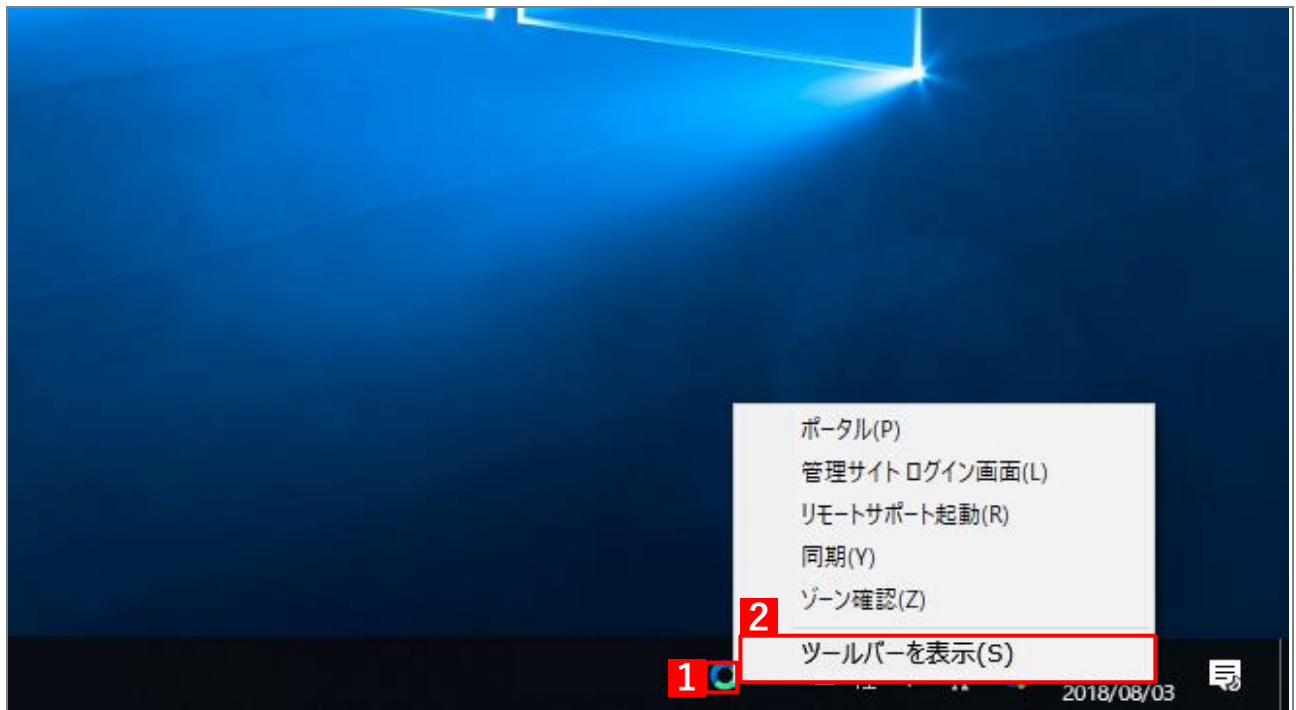 ポータル(P)
管理サイト ログイン画面(L)
リモートサポート起動(R)
同期(Y)
ゾーン確認(Z)
2
ツールバーを表示(S)
1
2018/08/03